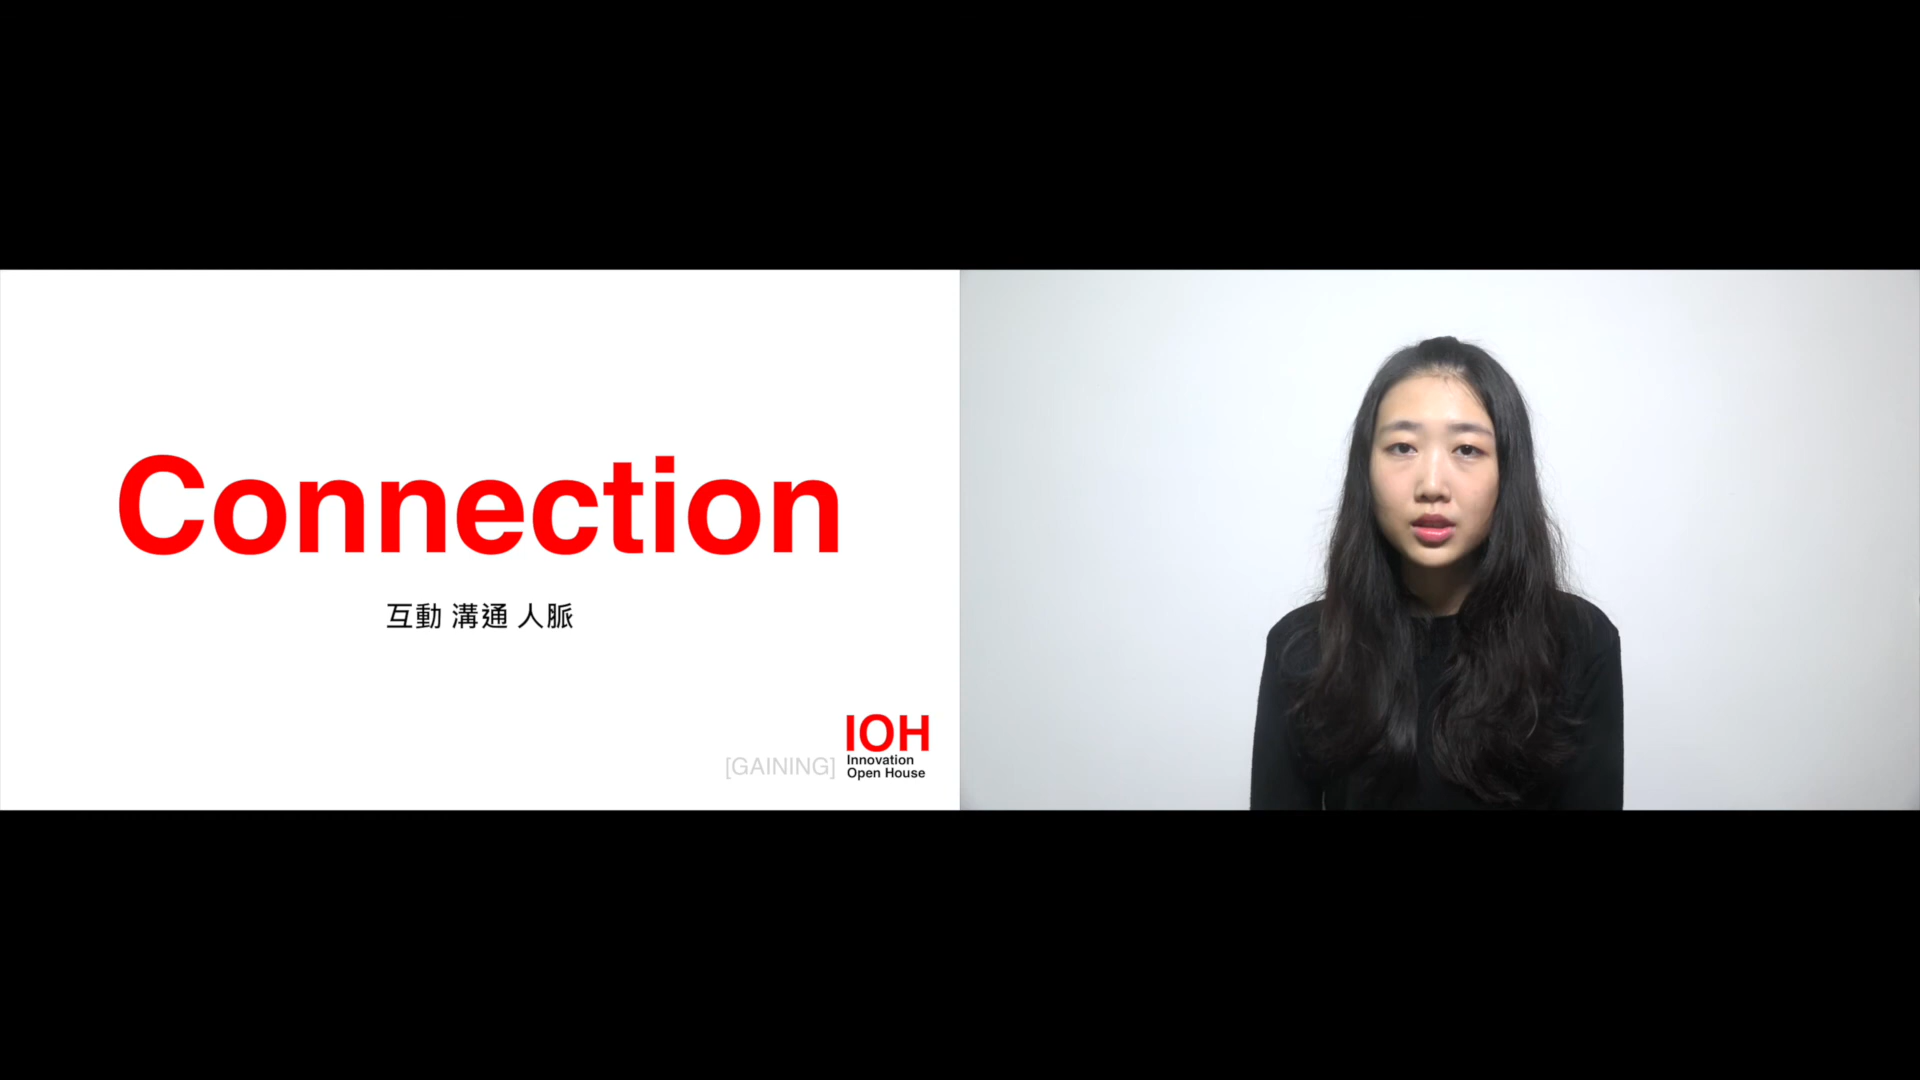 Connection
互動 溝通 人脈
[GAINING]
IOH
Innovation
Open House